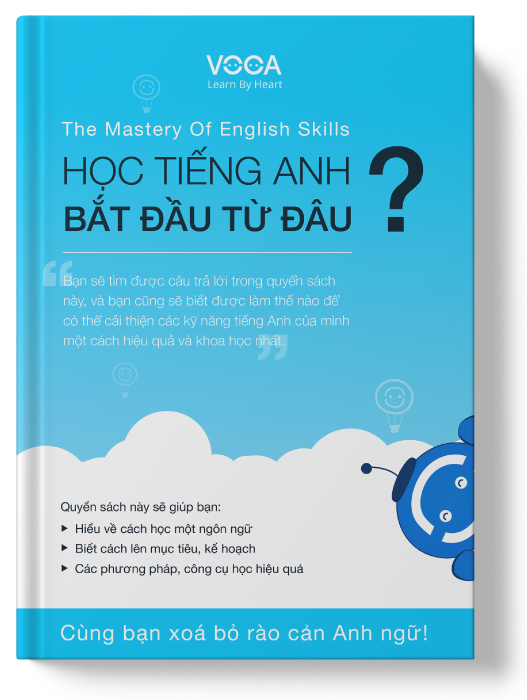 VOCA
Learn By Heart
The Mastery Of English Skills
HỌC TIẾNG ANH
BẮT ĐẦU TỪ ĐÂU ?
“Bạn sẽ tìm được câu trả lời trong quyển sách
này, và bạn cũng sẽ biết được làm thế nào để
có thể cải thiện các kỹ năng tiếng Anh của mình
một cách hiệu quả và khoa học nhất.”
Quyển sách này sẽ giúp bạn:
▶ Hiểu về cách học một ngôn ngữ
▶ Biết cách lên mục tiêu, kế hoạch
▶ Các phương pháp, công cụ học hiệu quả
Cùng bạn xoá bỏ rào cản Anh ngữ!